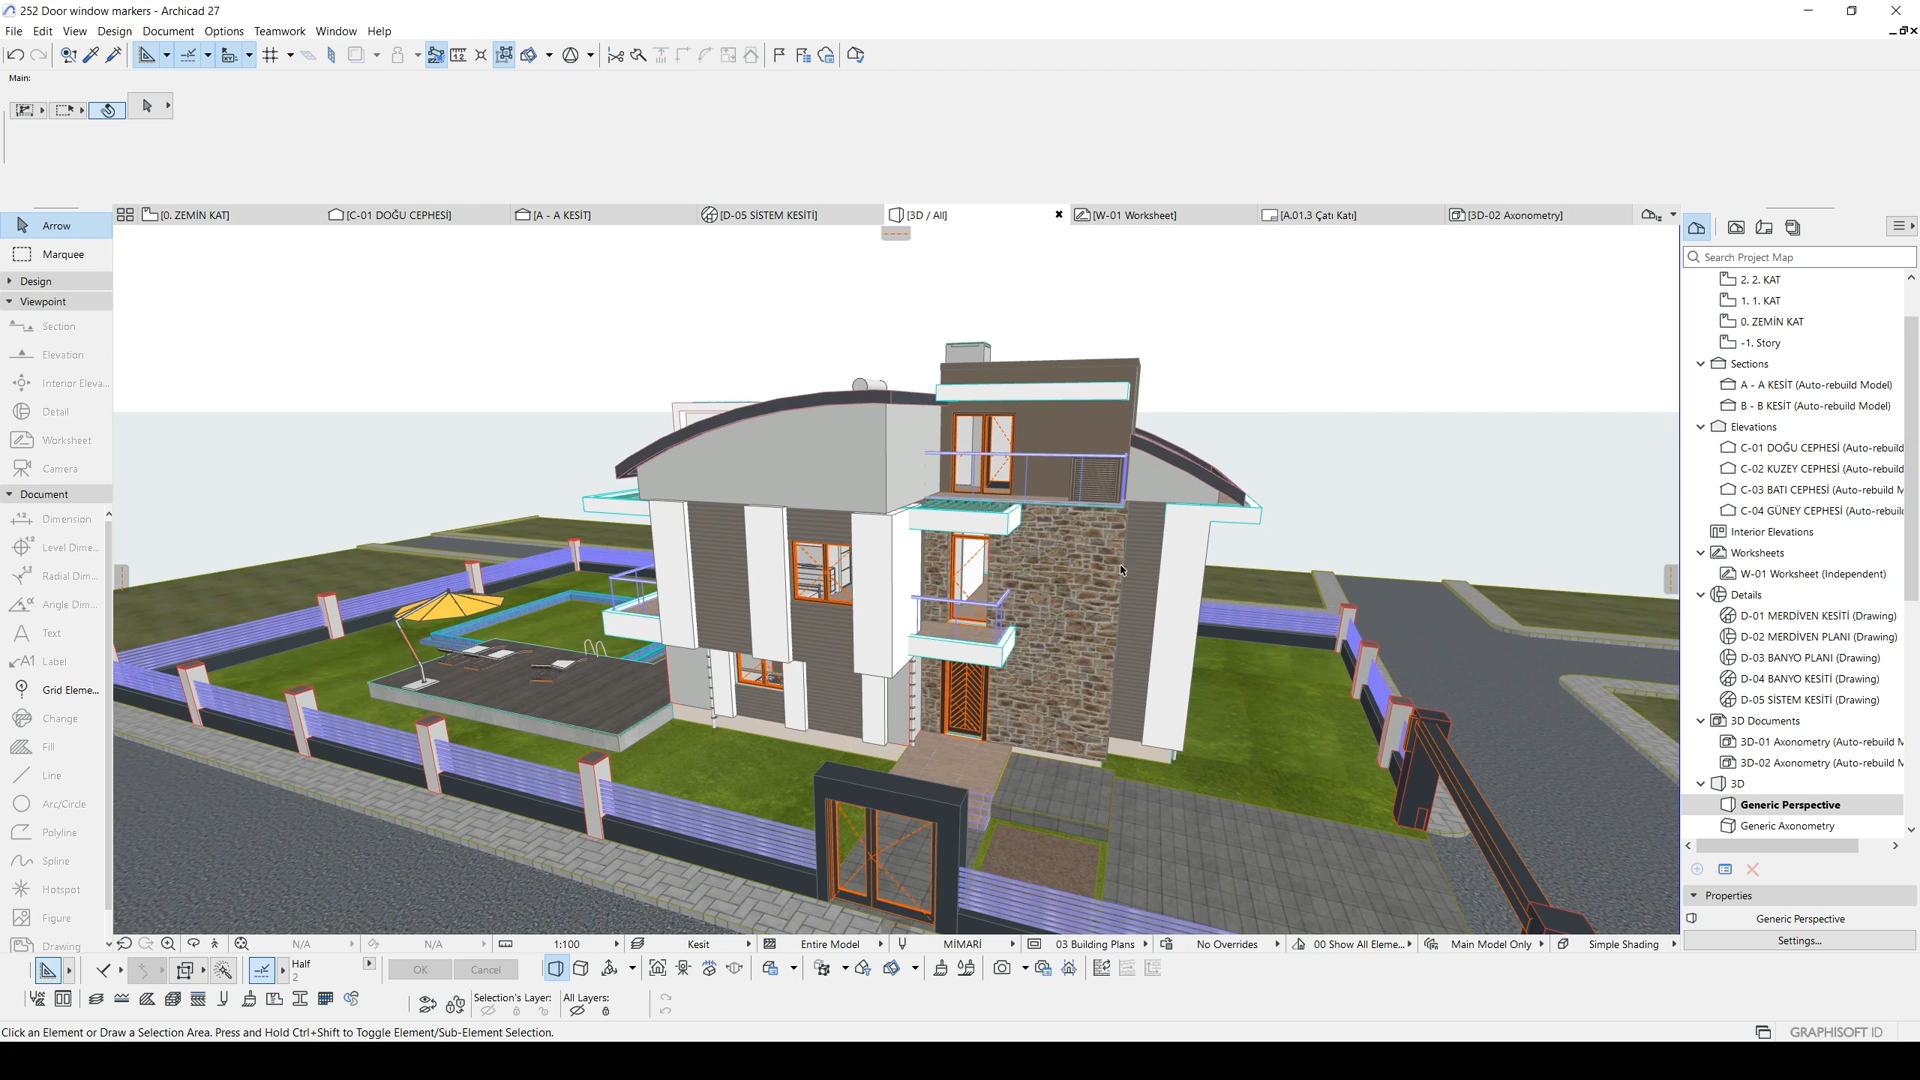 252 Door window markers - Archicad 27
File Edit View Design Document Options Teamwork Window Help
Main:
[0. ZEMİN KAT] [C-01 DOĞU CEPHESİ] [A - A KESİT] [D-05 SİSTEM KESİTİ] [3D / All] [W-01 Worksheet] [A.01.3 Çatı Katı] [3D-02 Axonometry]
Arrow
Marquee
Design
Viewpoint
Section
Elevation
Interior Eleva...
Detail
Worksheet
Camera
Document
Dimension
Level Dime...
Radial Dim...
Angle Dim...
Text
Label
Grid Eleme...
Change
Fill
Line
Arc/Circle
Polyline
Spline
Hotspot
Figure
Drawing
Search Project Map
2. 2. KAT
1. 1. KAT
0. ZEMİN KAT
-1. Story
Sections
A - A KESİT (Auto-rebuild Model)
B - B KESİT (Auto-rebuild Model)
Elevations
C-01 DOĞU CEPHESİ (Auto-rebuild
C-02 KUZEY CEPHESİ (Auto-rebuild
C-03 BATI CEPHESİ (Auto-rebuild M
C-04 GÜNEY CEPHESİ (Auto-rebuild
Interior Elevations
Worksheets
W-01 Worksheet (Independent)
Details
D-01 MERDİVEN KESİTİ (Drawing)
D-02 MERDİVEN PLANI (Drawing)
D-03 BANYO PLANI (Drawing)
D-04 BANYO KESİTİ (Drawing)
D-05 SİSTEM KESİTİ (Drawing)
3D Documents
3D-01 Axonometry (Auto-rebuild M
3D-02 Axonometry (Auto-rebuild M
3D
Generic Perspective
Generic Axonometry
Properties
Generic Perspective
Settings...
N/A N/A 1:100 Kesit Entire Model MİMARİ 03 Building Plans No Overrides 00 Show All Eleme... Main Model Only Simple Shading
Half
2
OK Cancel
Selection's Layer: All Layers:
Click an Element or Draw a Selection Area. Press and Hold Ctrl+Shift to Toggle Element/Sub-Element Selection.
GRAPHISOFT ID